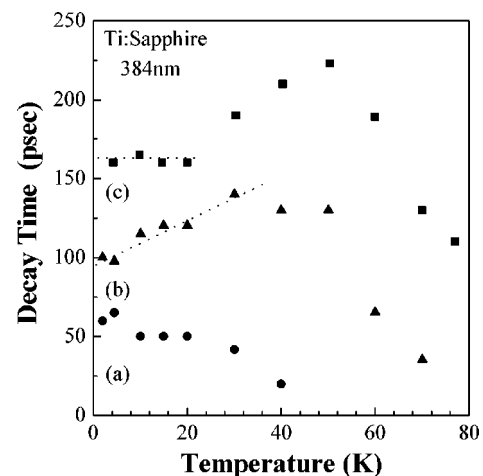 250
200
150
100
50
0
Decay Time (psec)
Ti:Sapphire
384nm
(c)
(b)
(a)
0 20 40 60 80
Temperature (K)